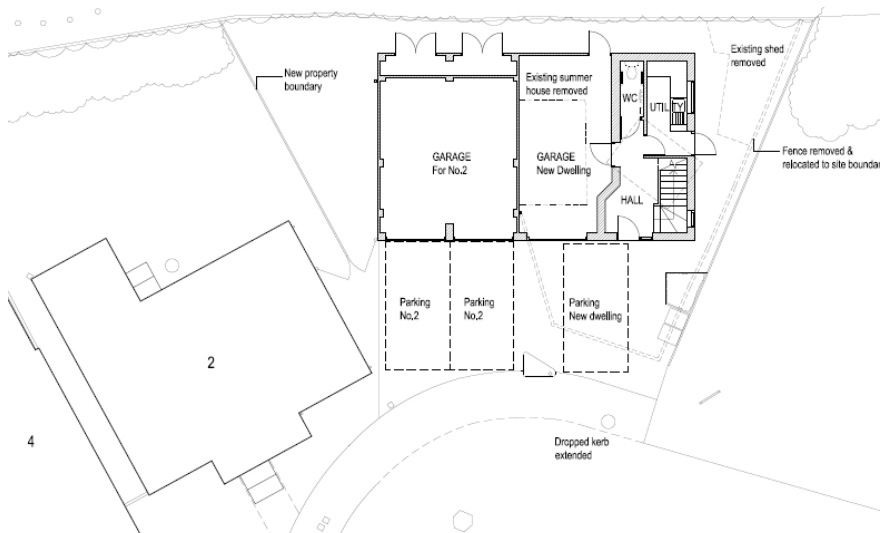 New property
boundary
Existing summer
house removed
Existing shed
removed
WC
UTIL
TY
Fence removed &
relocated to site boundar
GARAGE
For No.2
GARAGE
New Dwelling
HALL
Parking
No.2
Parking
No.2
Parking
New dwelling
2
4
Dropped kerb
extended